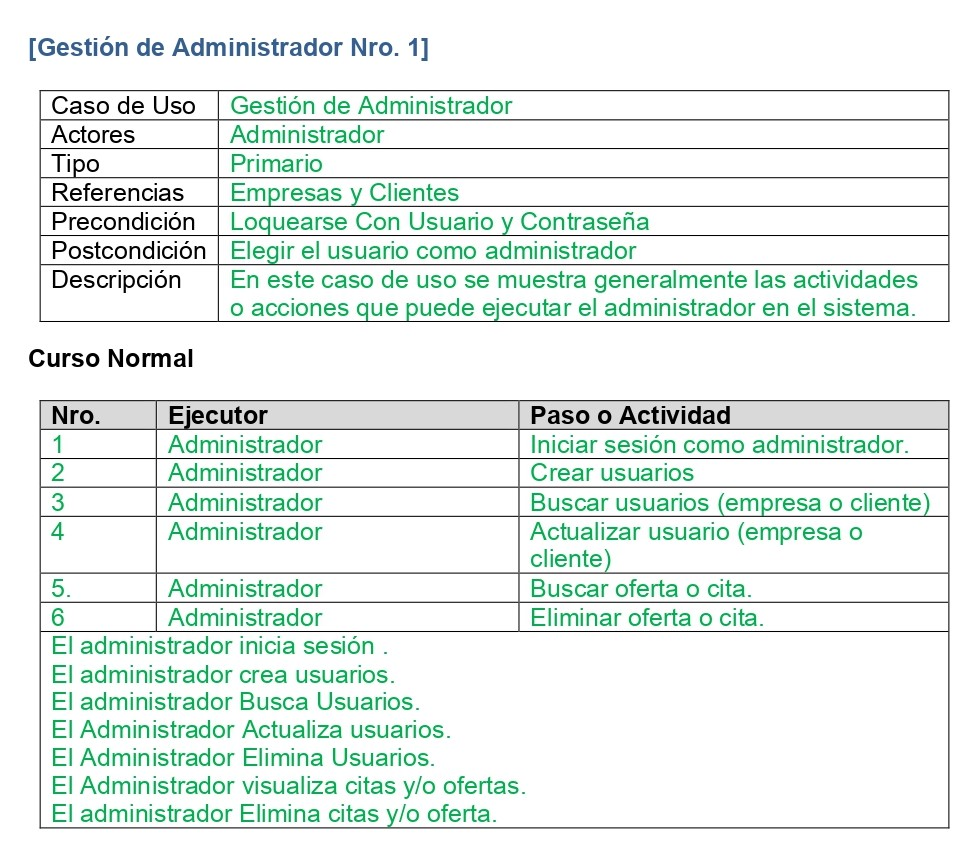 [Gestión de Administrador Nro. 1]
Caso de Uso Gestión de Administrador
Actores Administrador
Tipo Primario
Referencias Empresas y Clientes
Precondición Loquearse Con Usuario y Contraseña
Postcondición Elegir el usuario como administrador
Descripción En este caso de uso se muestra generalmente las actividades
o acciones que puede ejecutar el administrador en el sistema.
Curso Normal
Nro. Ejecutor Paso o Actividad
1 Administrador Iniciar sesión como administrador.
2 Administrador Crear usuarios
3 Administrador Buscar usuarios (empresa o cliente)
4 Administrador Actualizar usuario (empresa o
cliente)
5. Administrador Buscar oferta o cita.
6 Administrador Eliminar oferta o cita.
El administrador inicia sesión .
El administrador crea usuarios.
El administrador Busca Usuarios.
El Administrador Actualiza usuarios.
El Administrador Elimina Usuarios.
El Administrador visualiza citas y/o ofertas.
El administrador Elimina citas y/o oferta.